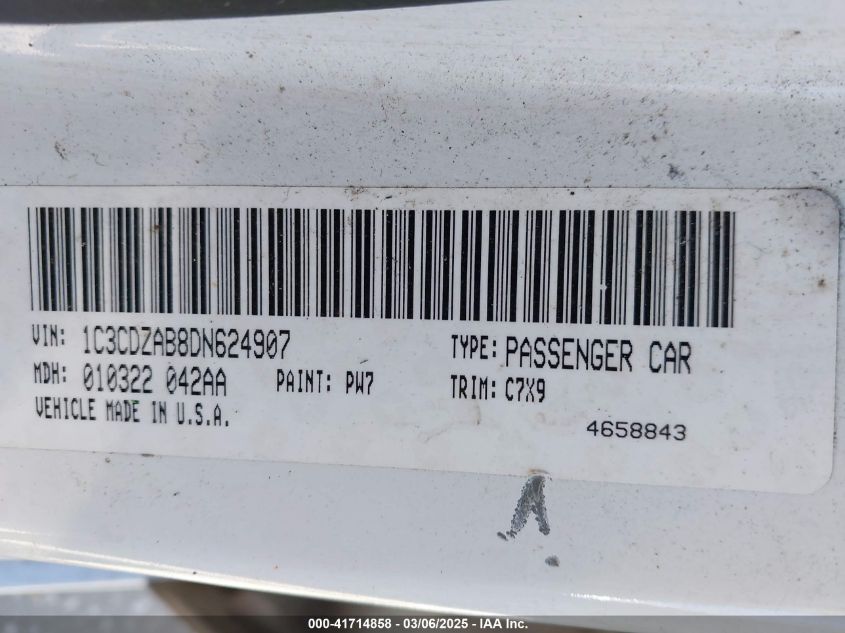 VIN: 1C3CDZAB8DN624907 TYPE: PASSENGER CAR
MDH: 010322 042AA PAINT: PW7 TRIM: C7X9
VEHICLE MADE IN U.S.A.
4658843
000-41714858 - 03/06/2025 - IAA Inc.